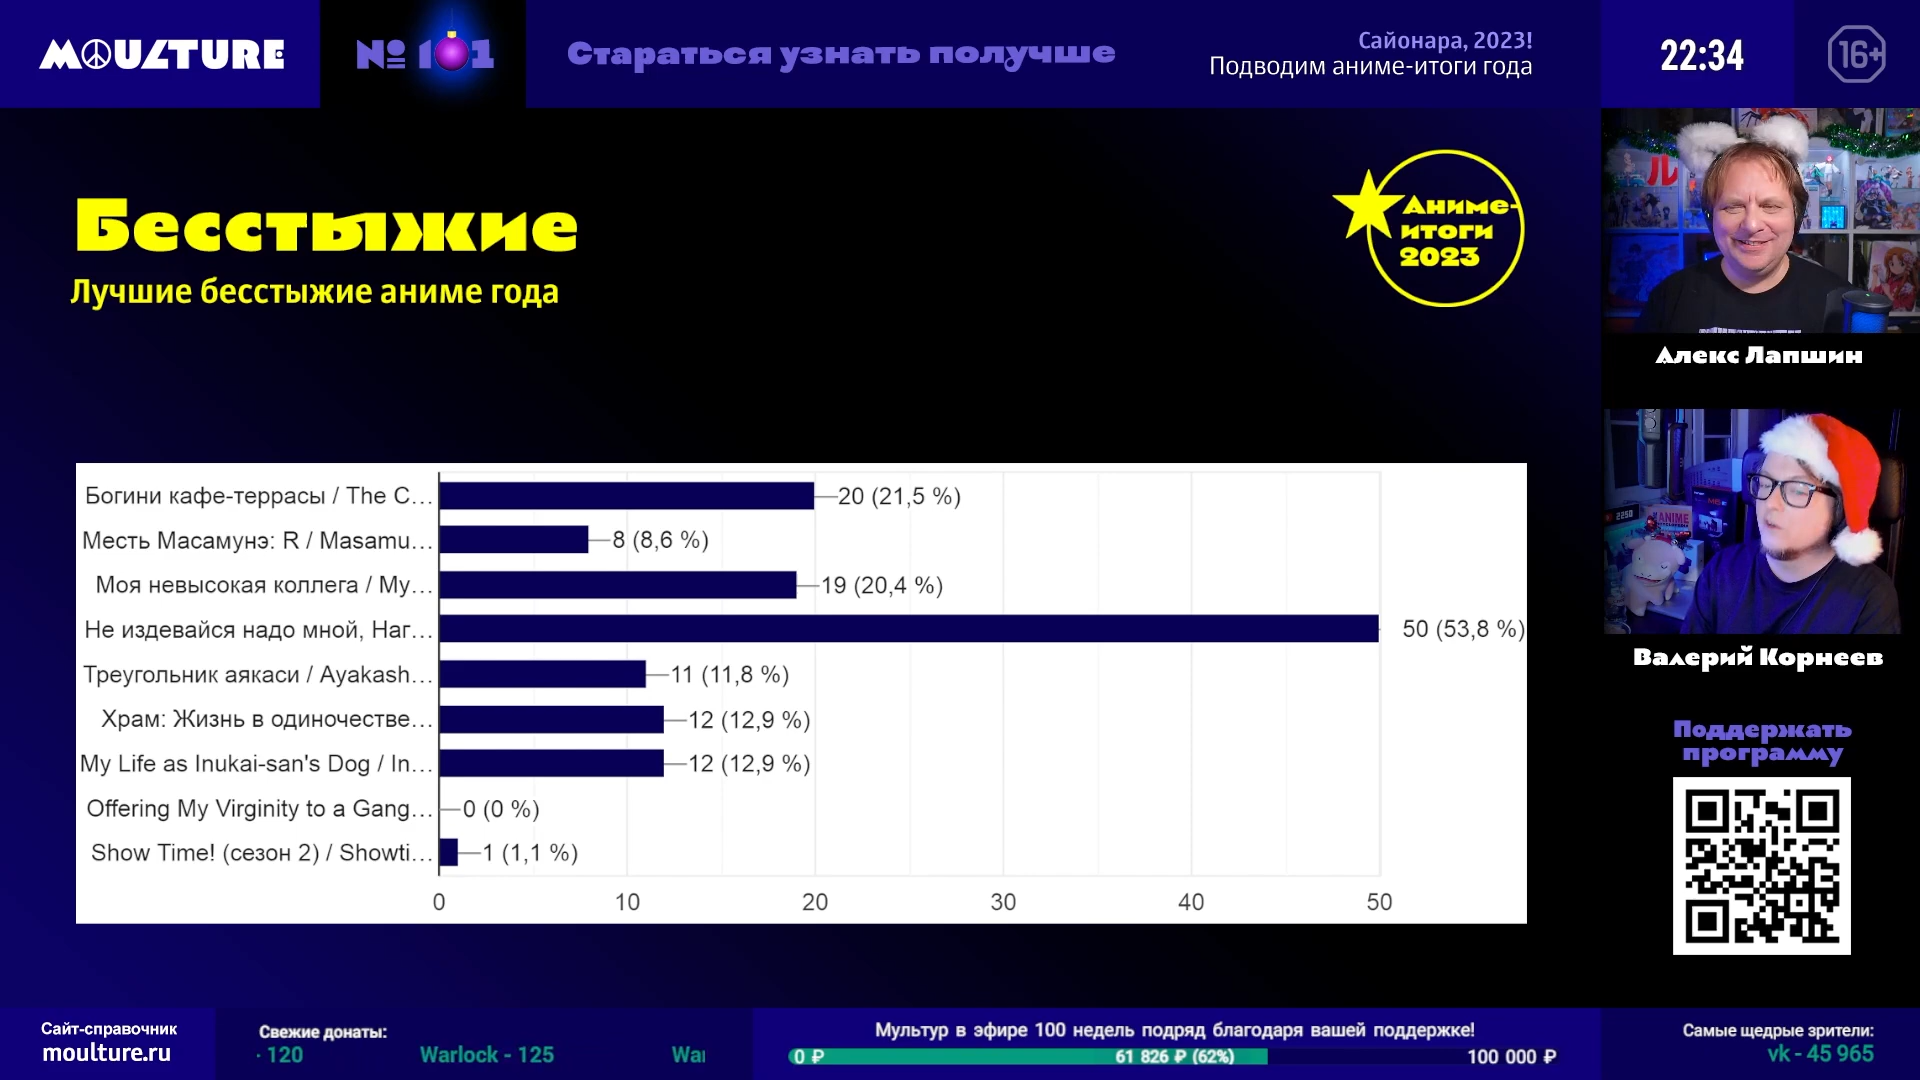 MOULTURE
№ 101
Стараться узнать получше
Сайонара, 2023!
Подводим аниме-итоги года
22:34
16+
Бесстыжие
Лучшие бесстыжие аниме года
Аниме-
итоги
2023
ANIME
Алекс Лапшин
Валерий Корнеев
Богини кафе-террасы / The C… 20 (21,5 %)
Месть Масамунэ: R / Masamu… 8 (8,6 %)
Моя невысокая коллега / My… 19 (20,4 %)
Не издевайся надо мной, Наг… 50 (53,8 %)
Треугольник аякаси / Ayakash… 11 (11,8 %)
Храм: Жизнь в одиночестве… 12 (12,9 %)
My Life as Inukai-san's Dog / In… 12 (12,9 %)
Offering My Virginity to a Gang… 0 (0 %)
Show Time! (сезон 2) / Showti… 1 (1,1 %)
0 10 20 30 40 50
Поддержать
программу
Сайт-справочник
moulture.ru
Свежие донаты:
· 120 Warlock - 125 Wa
Мультур в эфире 100 недель подряд благодаря вашей поддержке!
0 ₽ 61 826 ₽ (62%) 100 000 ₽
Самые щедрые зрители:
vk - 45 965